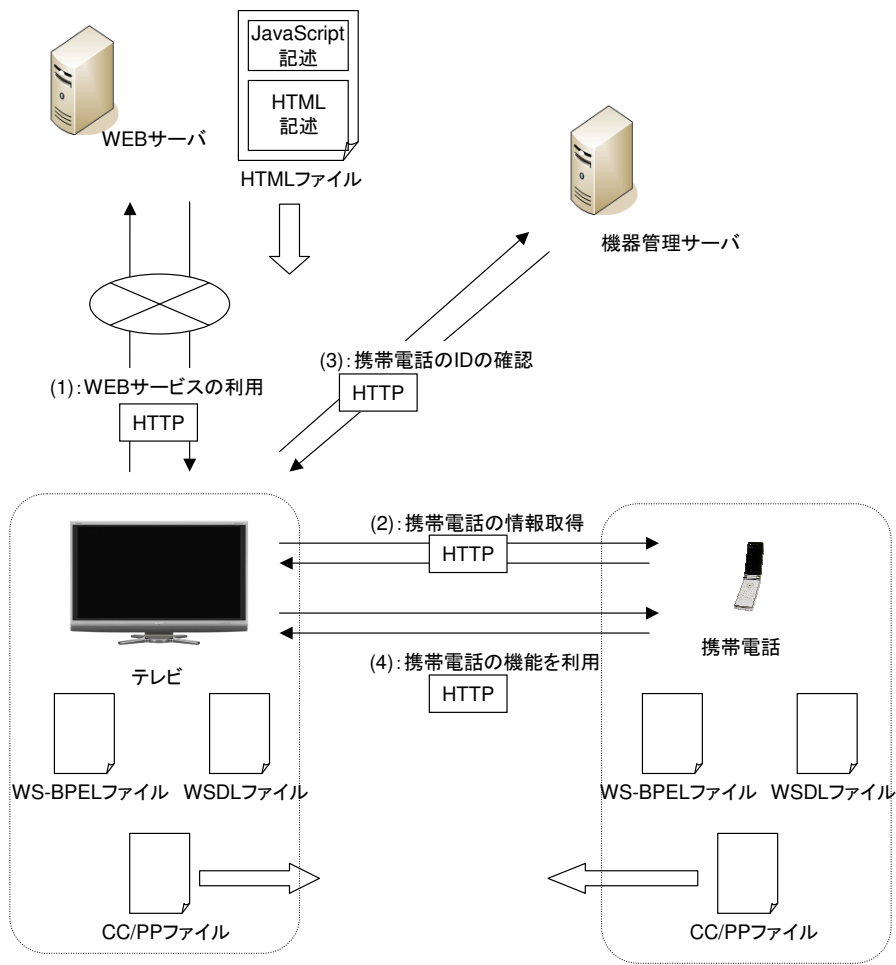 JavaScript
記述
HTML
記述
WEBサーバ
HTMLファイル
機器管理サーバ
(3):携帯電話のIDの確認
HTTP
(1):WEBサービスの利用
HTTP
(2):携帯電話の情報取得
HTTP
携帯電話
(4):携帯電話の機能を利用
HTTP
テレビ
WS-BPELファイル
WSDLファイル
WS-BPELファイル
WSDLファイル
CC/PPファイル
CC/PPファイル